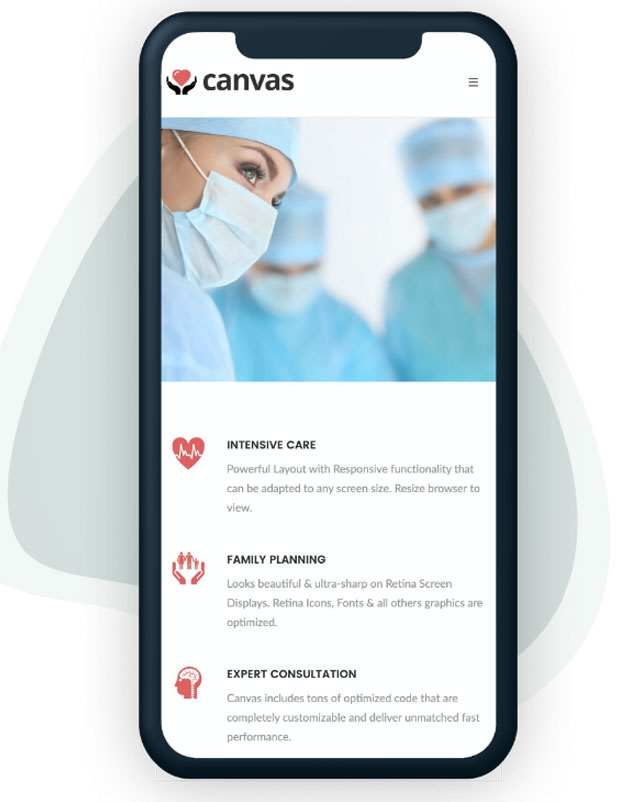 canvas
INTENSIVE CARE
Powerful Layout with Responsive functionality that
can be adapted to any screen size. Resize browser to
view.
FAMILY PLANNING
Looks beautiful & ultra-sharp on Retina Screen
Displays. Retina Icons, Fonts & all others graphics are
optimized.
EXPERT CONSULTATION
Canvas includes tons of optimized code that are
completely customizable and deliver unmatched fast
performance.